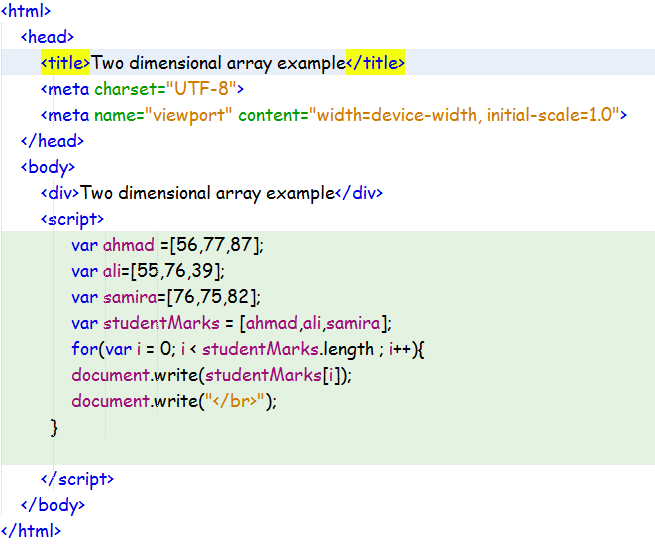 <html>
<head>
<title>Two dimensional array example</title>
<meta charset="UTF-8">
<meta name="viewport" content="width=device-width, initial-scale=1.0">
</head>
<body>
<div>Two dimensional array example</div>
<script>
var ahmad =[56,77,87];
var ali=[55,76,39];
var samira=[76,75,82];
var studentMarks = [ahmad,ali,samira];
for(var i = 0; i < studentMarks.length ; i++){
document.write(studentMarks[i]);
document.write("</br>");
}
</script>
</body>
</html>